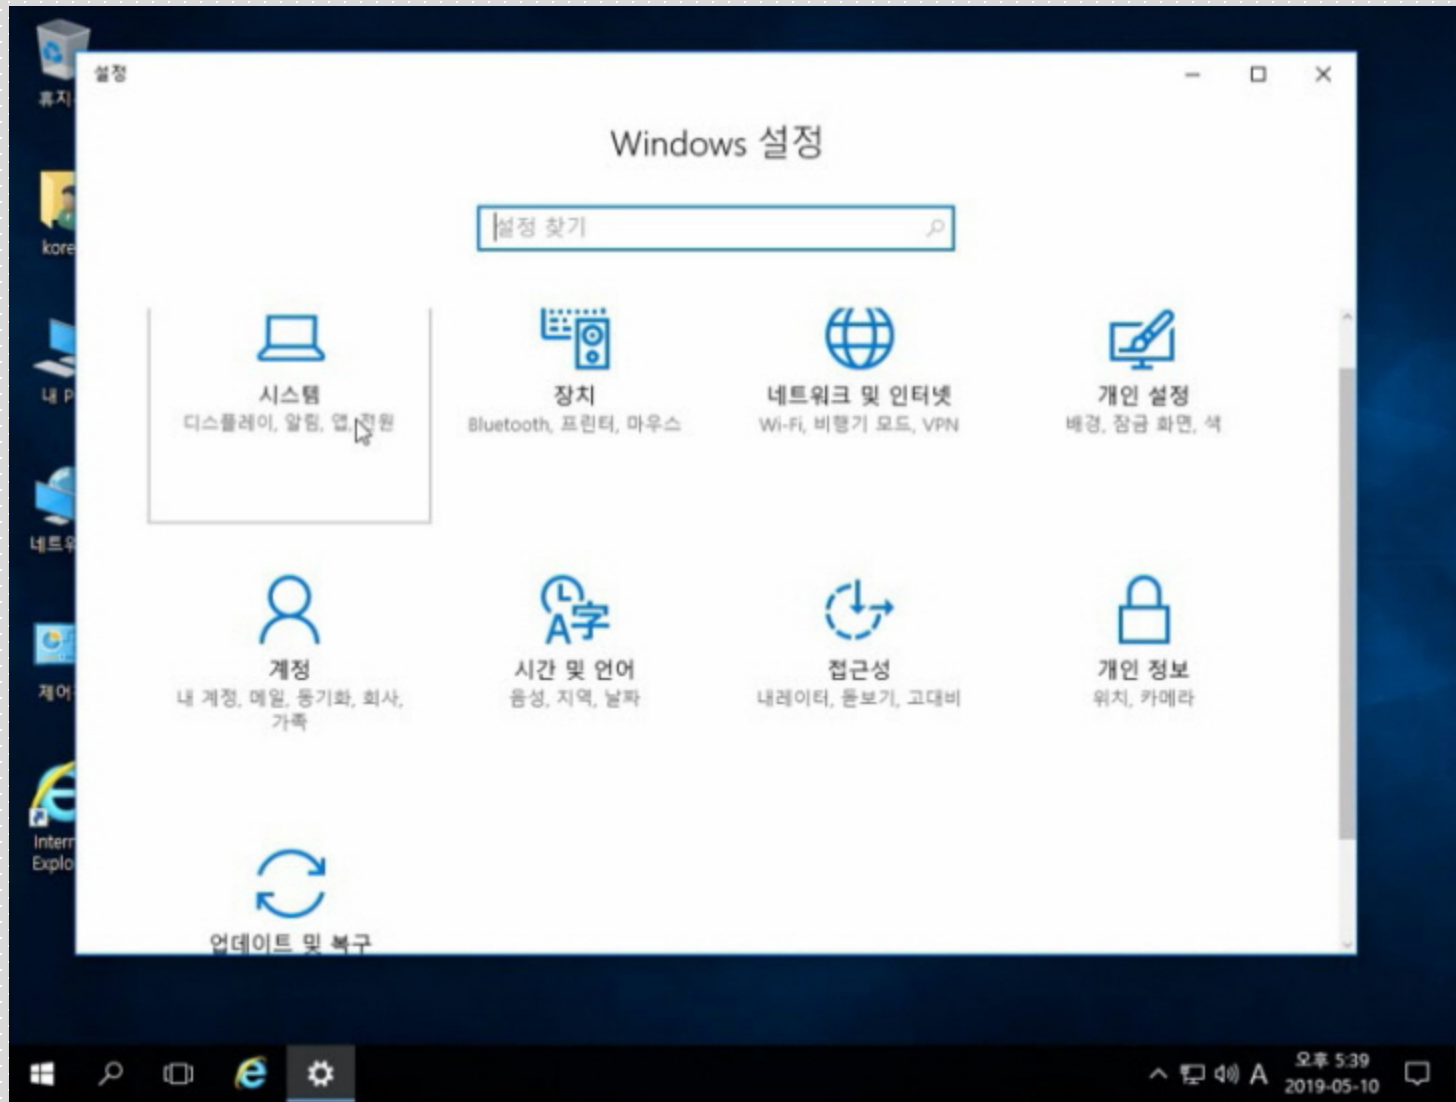 설정
Windows 설정
설정 찾기
시스템
디스플레이, 알림, 앱, 전원
장치
Bluetooth, 프린터, 마우스
네트워크 및 인터넷
Wi-Fi, 비행기 모드, VPN
개인 설정
배경, 잠금 화면, 색
계정
내 계정, 메일, 동기화, 회사,
가족
시간 및 언어
음성, 지역, 날짜
접근성
내레이터, 돋보기, 고대비
개인 정보
위치, 카메라
업데이트 및 복구
휴지
kore
내 P
네트워
제어
Intern
Explo
A
오후 5:39
2019-05-10